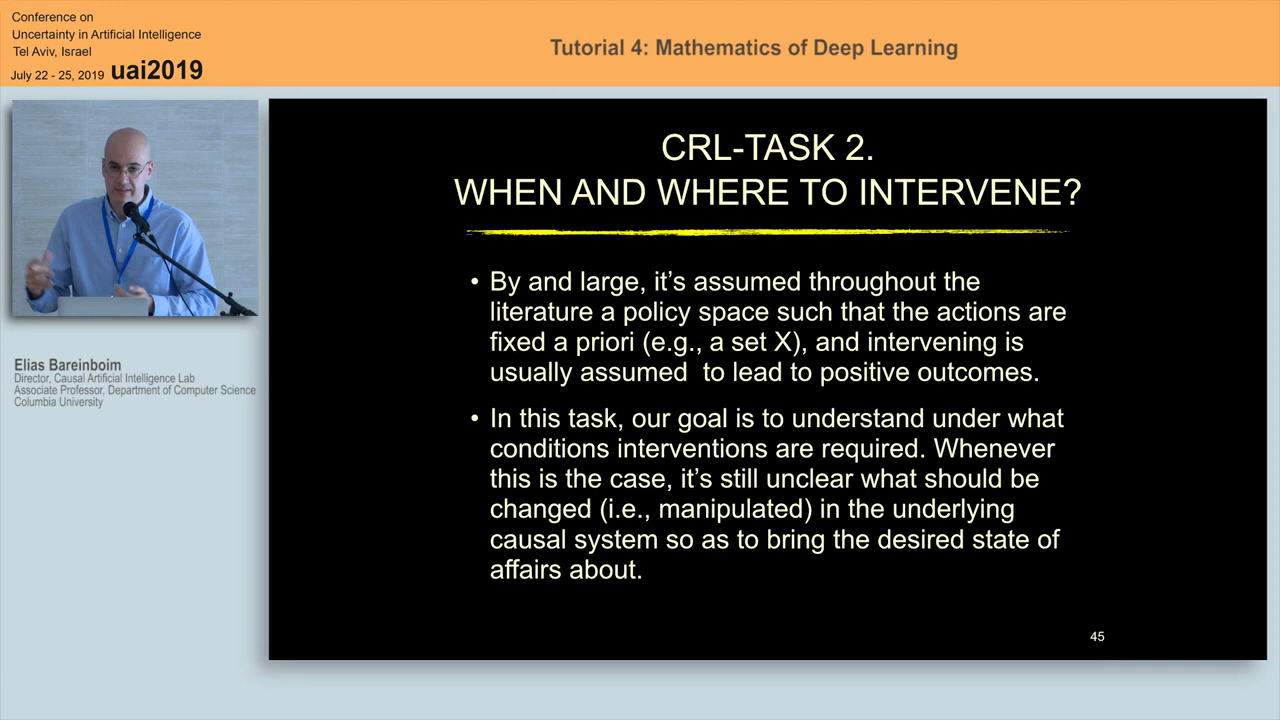 Conference on
Uncertainty in Artificial Intelligence
Tel Aviv, Israel
July 22 - 25, 2019 uai2019
Tutorial 4: Mathematics of Deep Learning
Elias Bareinboim
Director, Causal Artificial Intelligence Lab
Associate Professor, Department of Computer Science
Columbia University
CRL-TASK 2.
WHEN AND WHERE TO INTERVENE?
• By and large, it’s assumed throughout the
literature a policy space such that the actions are
fixed a priori (e.g., a set X), and intervening is
usually assumed to lead to positive outcomes.
• In this task, our goal is to understand under what
conditions interventions are required. Whenever
this is the case, it’s still unclear what should be
changed (i.e., manipulated) in the underlying
causal system so as to bring the desired state of
affairs about.
45